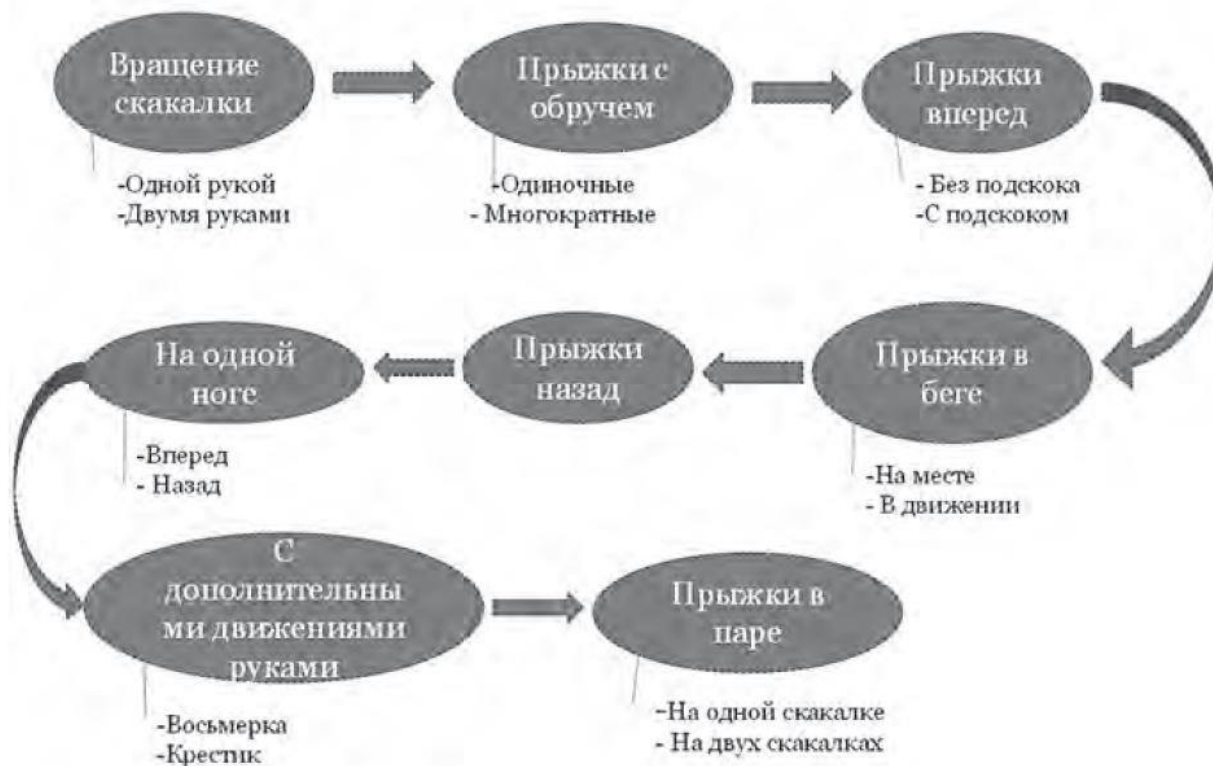 Вращение
скакалки
-Одной рукой
-Двумя руками
Прыжки с
обручем
-Одиночные
- Многократные
Прыжки
вперед
- Без подскока
-С подскоком
Прыжки в
беге
-На месте
- В движении
Прыжки
назад
На одной
ноге
-Вперед
- Назад
С
дополнительны
ми движениями
руками
-Восьмерка
-Крестик
Прыжки в
паре
-На одной скакалке
- На двух скакалках